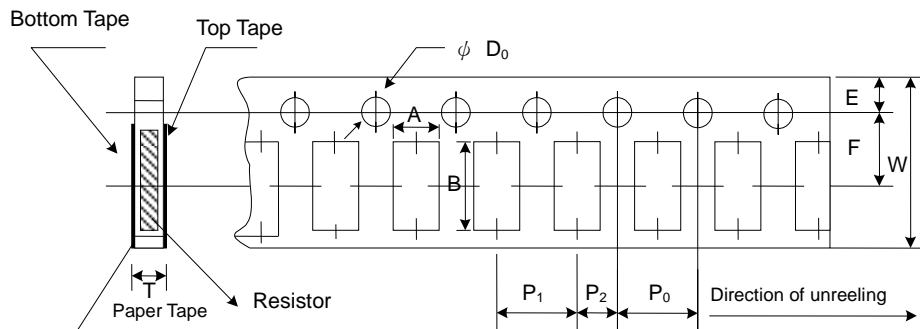 Bottom Tape
Top Tape
φ D₀
E
A
F
W
B
P₁
P₂
P₀
Direction of unreeling
T
Paper Tape
Resistor